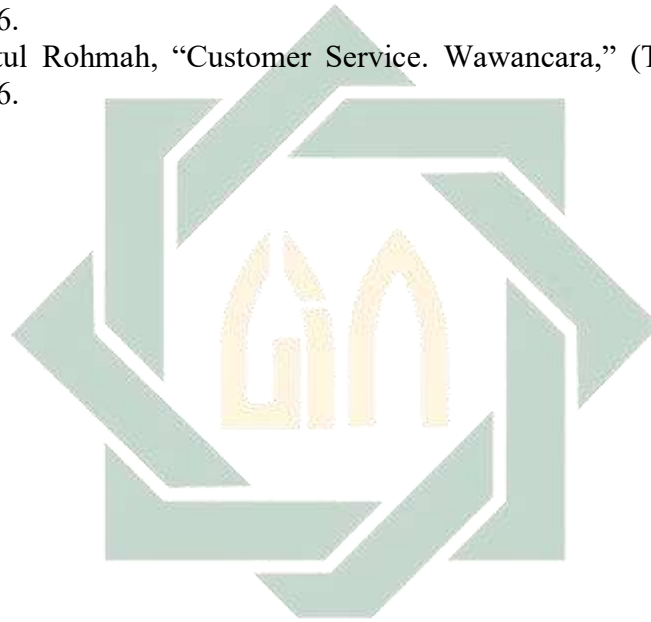 6.
tul Rohmah, “Customer Service. Wawancara,” (T
6.